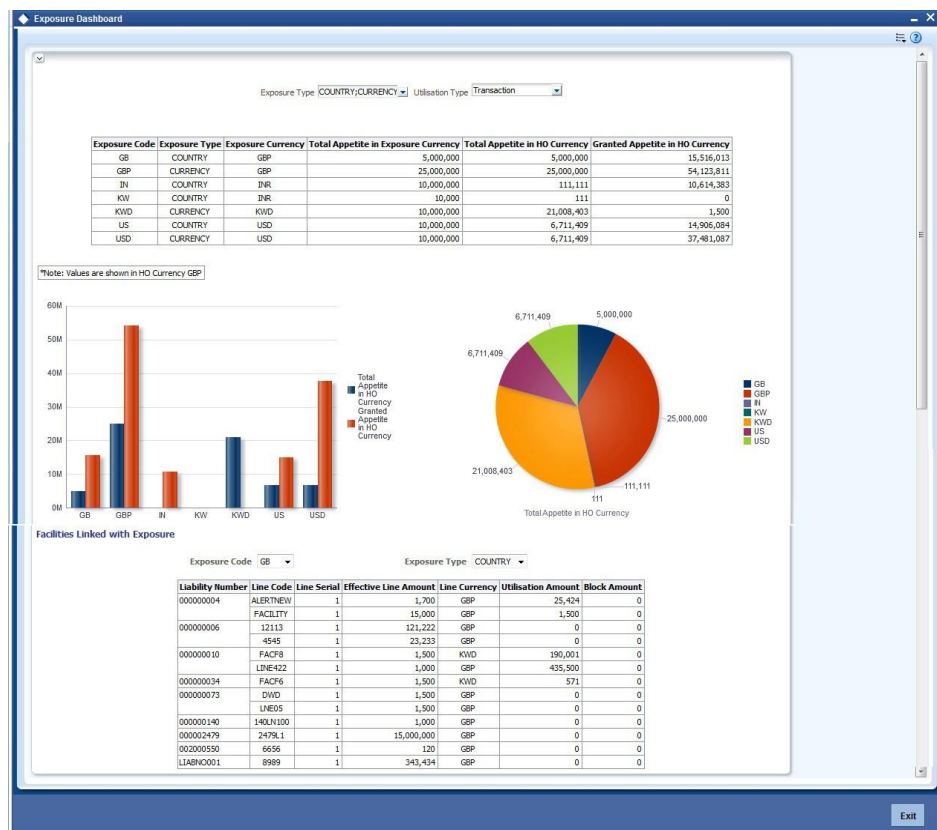 Exposure Dashboard
Exposure Type COUNTRY;CURRENCY Utilisation Type Transaction
Exposure Code Exposure Type Exposure Currency Total Appetite in Exposure Currency Total Appetite in HO Currency Granted Appetite in HO Currency
GB COUNTRY GBP 5,000,000 5,000,000 15,516,013
GBP CURRENCY GBP 25,000,000 25,000,000 54,123,811
IN COUNTRY INR 10,000,000 111,111 10,614,383
KW COUNTRY INR 10,000 111 0
KWD CURRENCY KWD 10,000,000 21,008,403 1,500
US COUNTRY USD 10,000,000 6,711,409 14,906,084
USD CURRENCY USD 10,000,000 6,711,409 37,481,087
*Note: Values are shown in HO Currency GBP
60M
50M
40M
30M
20M
10M
0M
GB GBP IN KW KWD US USD
Total
Appetite
in HO
Currency
Granted
Appetite
in HO
Currency
6,711,409
5,000,000
6,711,409
25,000,000
21,008,403
111,111
111
Total Appetite in HO Currency
GB
GBP
IN
KW
KWD
US
USD
Facilities Linked with Exposure
Exposure Code GB Exposure Type COUNTRY
Liability Number Line Code Line Serial Effective Line Amount Line Currency Utilisation Amount Block Amount
000000004 ALERTNEW 1 1,700 GBP 25,424 0
FACILITY 1 15,000 GBP 1,500 0
000000006 12113 1 121,222 GBP 0 0
4545 1 23,233 GBP 0 0
000000010 FACF8 1 1,500 KWD 190,001 0
LINE422 1 1,000 GBP 435,500 0
000000034 FACF6 1 1,500 KWD 571 0
000000073 DWD 1 1,500 GBP 0 0
LNE05 1 1,500 GBP 0 0
000000140 140LN100 1 1,000 GBP 0 0
000002479 2479L1 1 15,000,000 GBP 0 0
002000550 6656 1 120 GBP 0 0
LIABNO001 8989 1 343,434 GBP 0 0
Exit